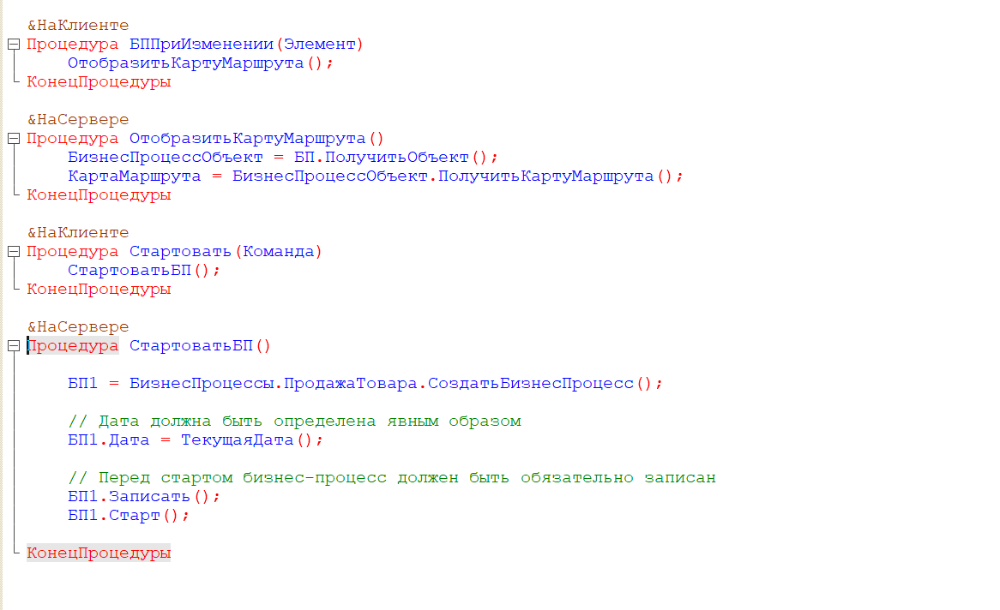 &НаКлиенте
Процедура БППриИзменении(Элемент)
ОтобразитьКартуМаршрута();
КонецПроцедуры
&НаСервере
Процедура ОтобразитьКартуМаршрута()
БизнесПроцессОбъект = БП.ПолучитьОбъект();
КартаМаршрута = БизнесПроцессОбъект.ПолучитьКартуМаршрута();
КонецПроцедуры
&НаКлиенте
Процедура Стартовать(Команда)
СтартоватьБП();
КонецПроцедуры
&НаСервере
Процедура СтартоватьБП()
БП1 = БизнесПроцессы.ПродажаТовара.СоздатьБизнесПроцесс();
// Дата должна быть определена явным образом
БП1.Дата = ТекущаяДата();
// Перед стартом бизнес-процесс должен быть обязательно записан
БП1.Записать();
БП1.Старт();
КонецПроцедуры